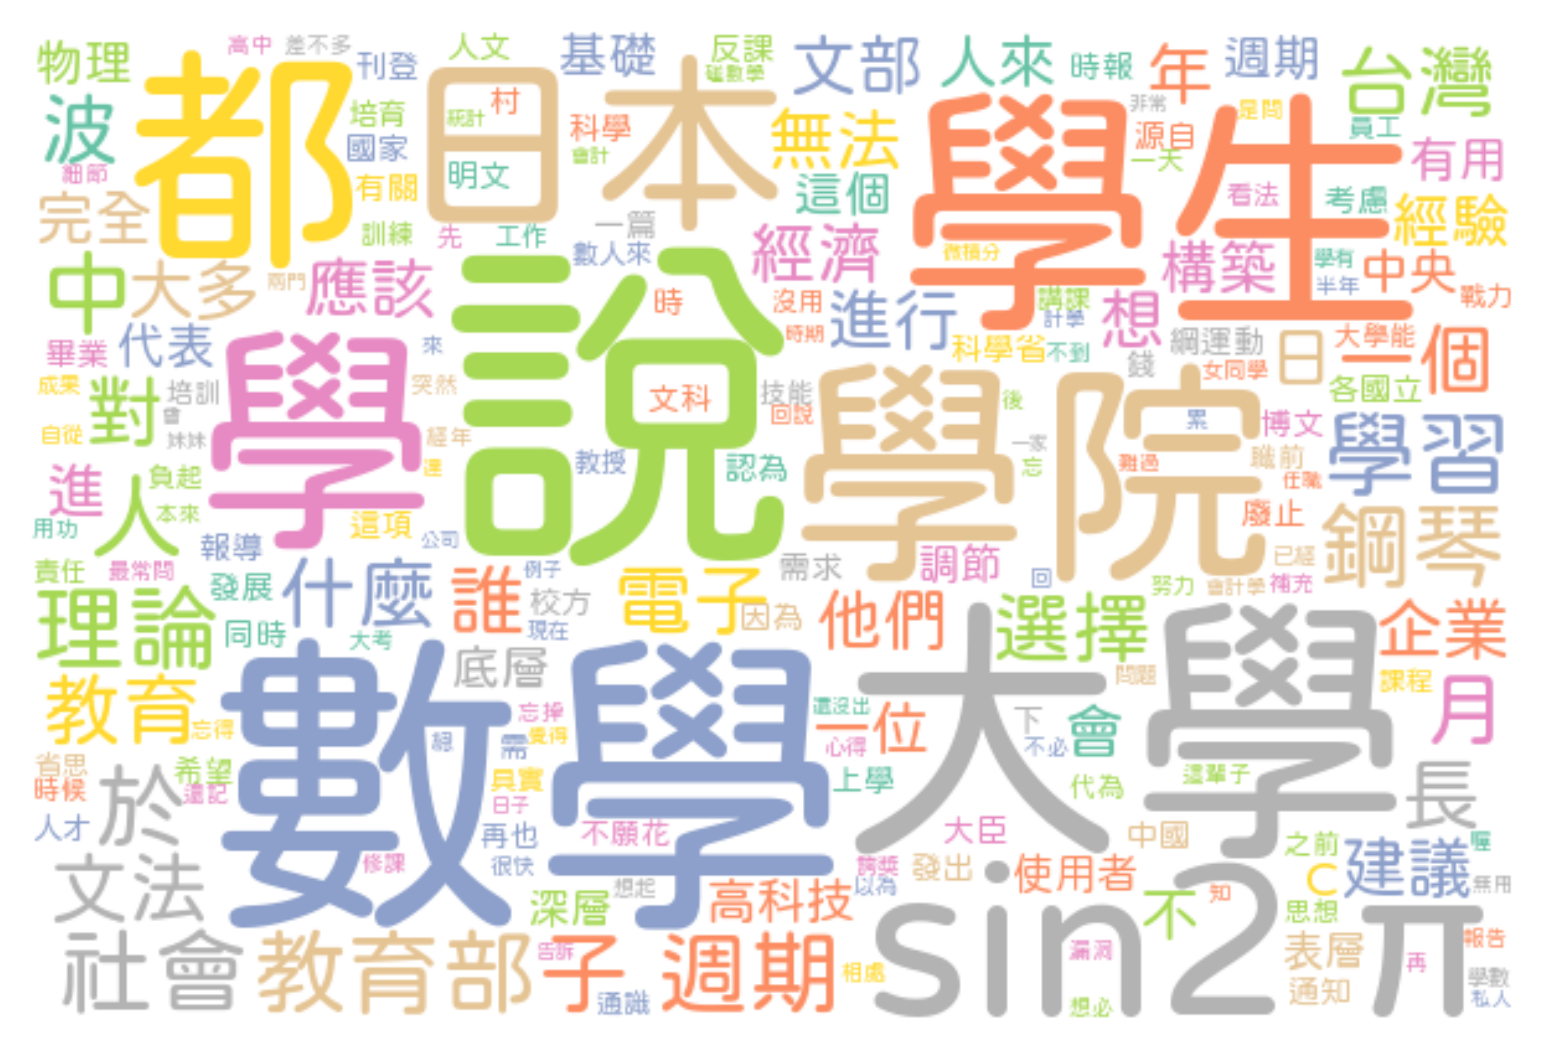 物理
高中
差不多
刊登
人文
基礎
反課
文部
人來
時報
年
週期
台灣
都
日本
波
培育
統計
村
科學
會計
無法
學生
非常
源自
是問
員工
有用
細節
國家
有關
明文
這個
一天
看法
考慮
經驗
完全
訓練
先
工作
一篇
數人來
經濟
微積分
構築
學有
半年
中央
戰力
中
大多
兩門
應該
說
時
沒用
時期
進行
講課
計學
想
畢業
代表
來
科學省
不到
錢
綱運動
女同學
日
大學能
一個
各國立
成果
自從
對
培訓
會
妹妹
學
突然
經年
文科
技能
回說
學院
後
一家
忘
累
難過
博文
職前
任職
學習
進
人
負起
本來
用功
報導
這項
公司
達
教授
認為
需求
調節
回
廢止
已經
鋼琴
責任
最常問
理論
發展
同時
什麼
大考
誰
例子
校方
現在
電子
因為
他們
選擇
努力
會計學
補充
企業
教育
忘得
數學
底層
忘掉
覺得
需
具實
日子
還沒出
一位
心得
上學
大學
下
不必
會
問題
這輩子
代為
課程
月
時候
人才
於
希望
還記
再也
很快
不願花
大臣
中國
長
文法
修課
深層
想起
高科技
誇獎
以為
發出
使用者
不
知
之前
C
思想
建議
喔
無用
社會
教育部
告訴
子
通識
週期
相處
sin2π
漏洞
想必
表層
通知
再
報告
學數
私人